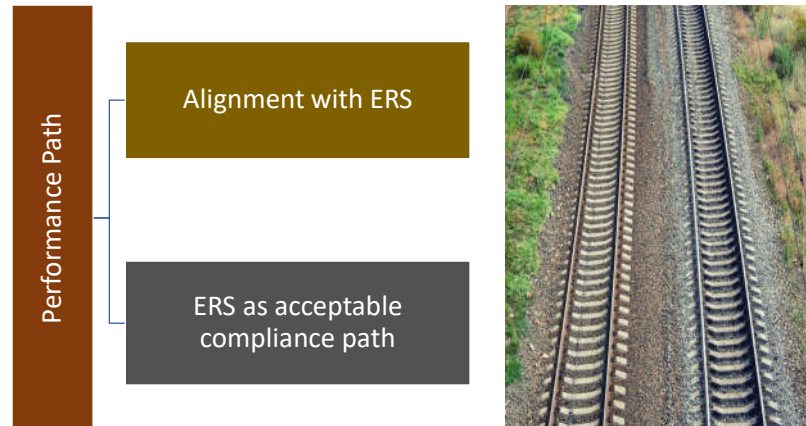 Performance Path
Alignment with ERS
ERS as acceptable
compliance path